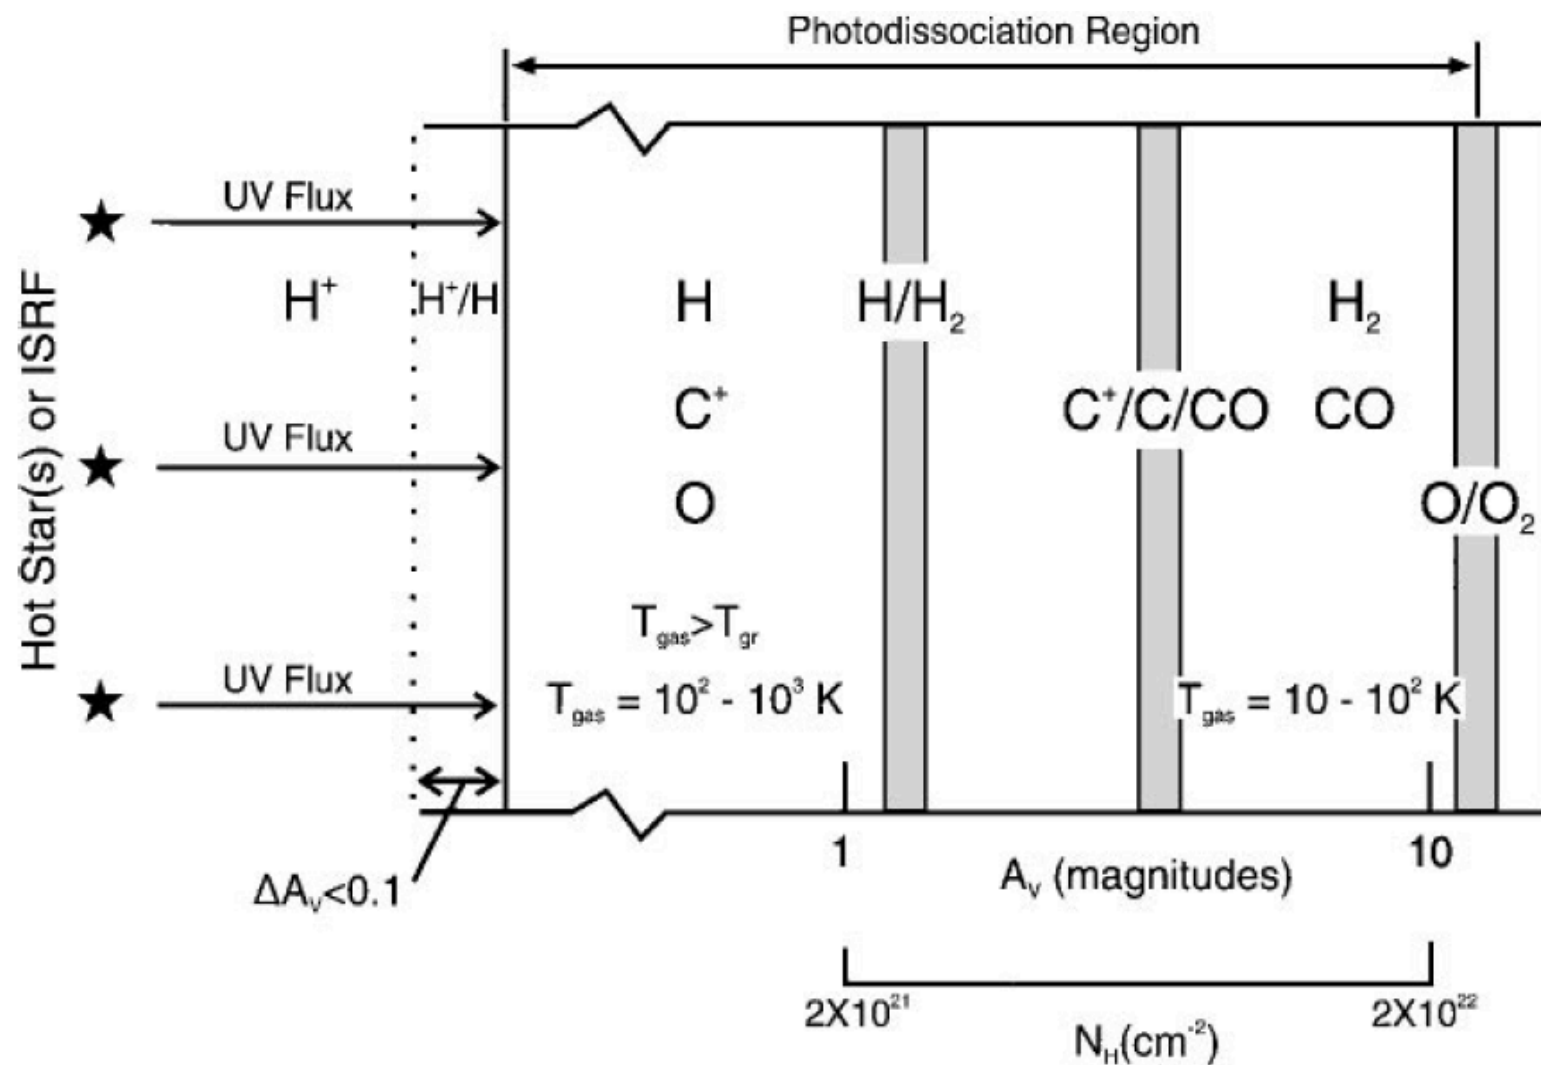 Photodissociation Region
Hot Star(s) or ISRF
UV Flux
H⁺
H⁺/H
H
H/H₂
H₂
C⁺
C⁺/C/CO
CO
UV Flux
O
O/O₂
T_gas>T_gr
UV Flux
T_gas = 10² - 10³ K
T_gas = 10 - 10² K
ΔA_v<0.1
1
10
A_v (magnitudes)
2X10²¹
2X10²²
N_H(cm⁻²)